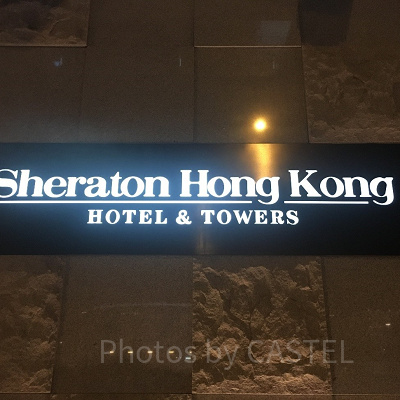 Sheraton Hong Kong
HOTEL & TOWERS
Photos by CASTEL